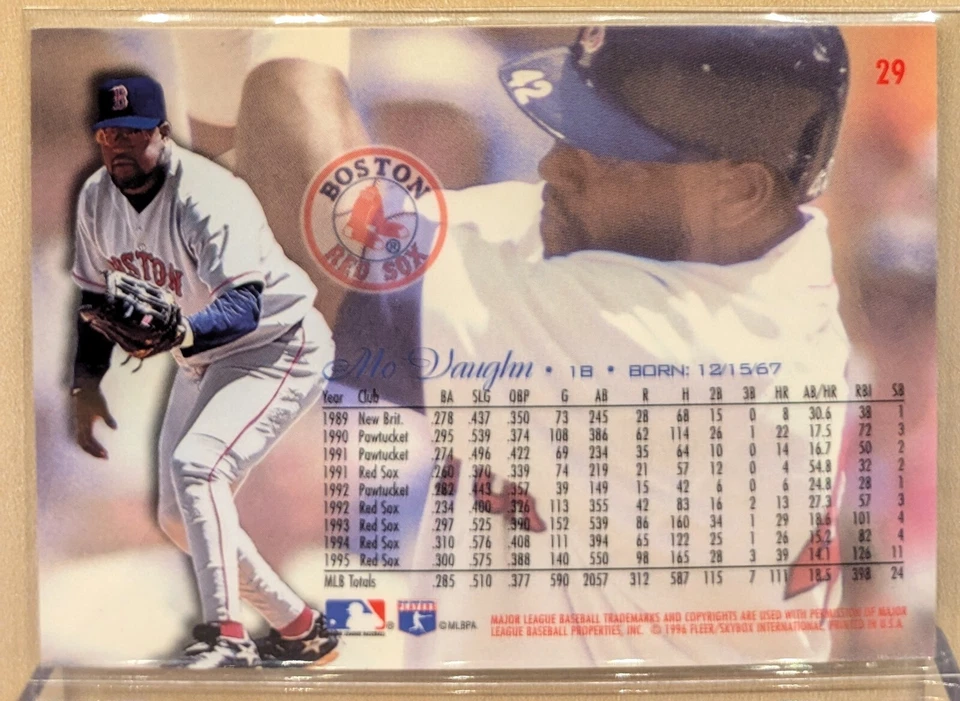 29
42
B
BOSTON
RED SOX
®
BOSTON
Mo Vaughn • 1B • BORN: 12/15/67
Year Club BA SLG OBP G AB R H 2B 3B HR AB/HR RBI SB
1989 New Brit. .278 .437 .350 73 245 28 68 15 0 8 30.6 38 1
1990 Pawtucket .295 .539 .374 108 386 62 114 26 1 22 17.5 72 3
1991 Pawtucket .274 .496 .422 69 234 35 64 10 0 14 16.7 50 2
1991 Red Sox .260 .370 .339 74 219 21 57 12 0 4 54.8 32 2
1992 Pawtucket .282 .443 .357 39 149 15 42 6 0 6 24.8 28 1
1992 Red Sox .234 .400 .326 113 355 42 83 16 2 13 27.3 57 3
1993 Red Sox .297 .525 .390 152 539 86 160 34 1 29 18.6 101 4
1994 Red Sox .310 .576 .408 111 394 65 122 25 1 26 15.2 82 4
1995 Red Sox .300 .575 .388 140 550 98 165 28 3 39 14.1 126 11
MLB Totals .285 .510 .377 590 2057 312 587 115 7 111 18.5 398 24
PLAYERS
®
© MLBPA
MAJOR LEAGUE BASEBALL TRADEMARKS AND COPYRIGHTS ARE USED WITH PERMISSION OF MAJOR
LEAGUE BASEBALL PROPERTIES, INC. © 1996 FLEER/SKYBOX INTERNATIONAL, PRINTED IN U.S.A.